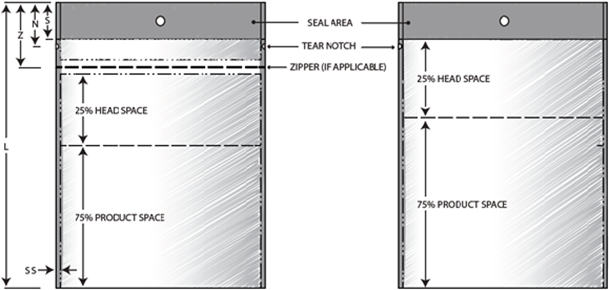 S
N
Z
SEAL AREA
TEAR NOTCH
ZIPPER (IF APPLICABLE)
25% HEAD SPACE
25% HEAD SPACE
L
75% PRODUCT SPACE
75% PRODUCT SPACE
SS